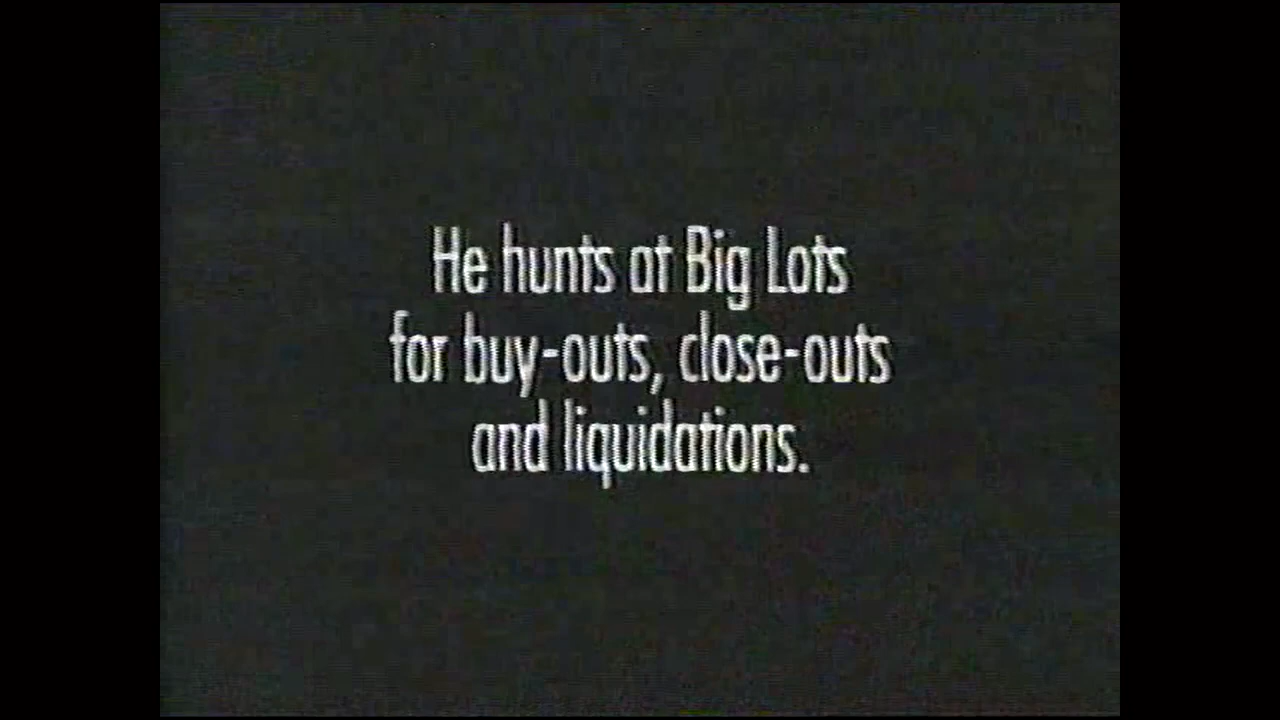 He hunts at Big Lots
for buy-outs, close-outs
and liquidations.